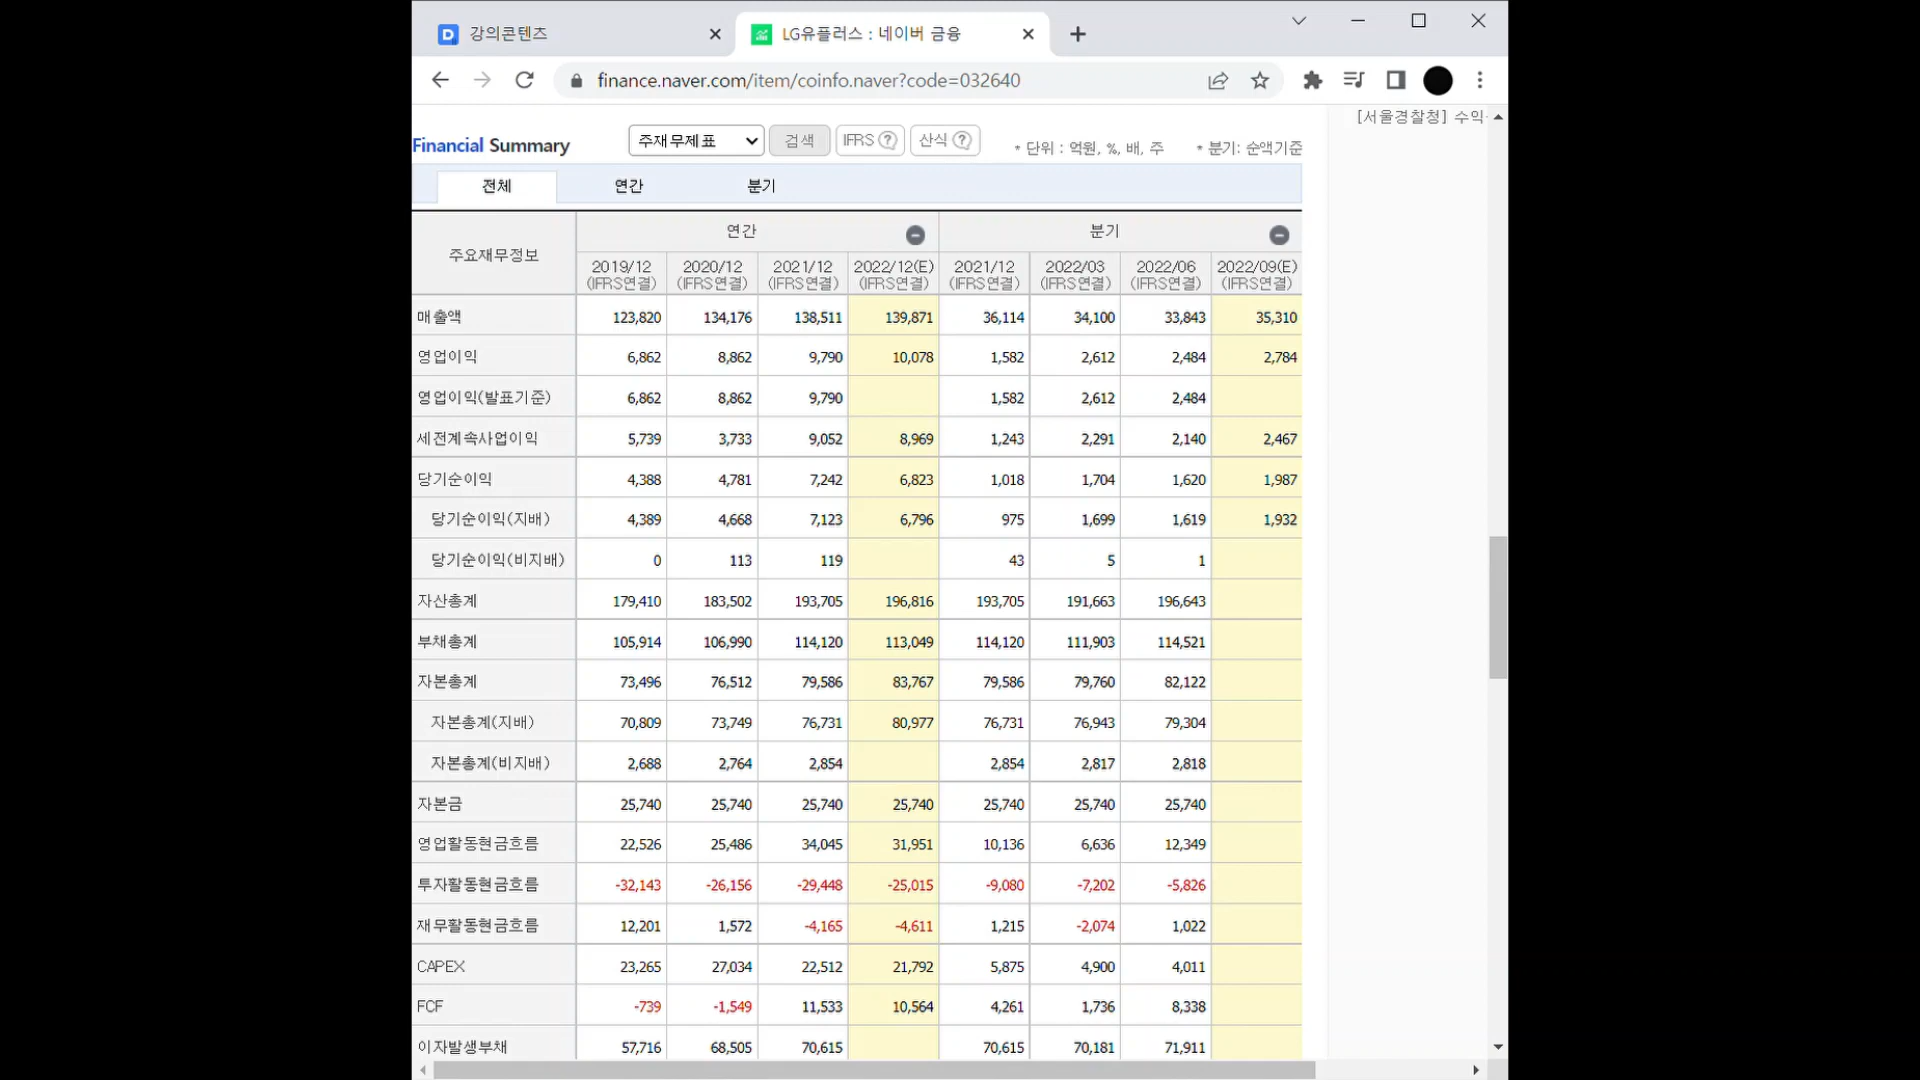 강의콘텐츠
LG유플러스 : 네이버 금융
finance.naver.com/item/coinfo.naver?code=032640
[서울경찰청] 수익
Financial Summary 주재무제표 검색 IFRS ? 산식 ? * 단위 : 억원, %, 배, 주 * 분기: 순액기준
전체 연간 분기
주요재무정보 연간 분기
2019/12 2020/12 2021/12 2022/12(E) 2021/12 2022/03 2022/06 2022/09(E)
(IFRS연결) (IFRS연결) (IFRS연결) (IFRS연결) (IFRS연결) (IFRS연결) (IFRS연결) (IFRS연결)
매출액 123,820 134,176 138,511 139,871 36,114 34,100 33,843 35,310
영업이익 6,862 8,862 9,790 10,078 1,582 2,612 2,484 2,784
영업이익(발표기준) 6,862 8,862 9,790 1,582 2,612 2,484
세전계속사업이익 5,739 3,733 9,052 8,969 1,243 2,291 2,140 2,467
당기순이익 4,388 4,781 7,242 6,823 1,018 1,704 1,620 1,987
당기순이익(지배) 4,389 4,668 7,123 6,796 975 1,699 1,619 1,932
당기순이익(비지배) 0 113 119 43 5 1
자산총계 179,410 183,502 193,705 196,816 193,705 191,663 196,643
부채총계 105,914 106,990 114,120 113,049 114,120 111,903 114,521
자본총계 73,496 76,512 79,586 83,767 79,586 79,760 82,122
자본총계(지배) 70,809 73,749 76,731 80,977 76,731 76,943 79,304
자본총계(비지배) 2,688 2,764 2,854 2,854 2,817 2,818
자본금 25,740 25,740 25,740 25,740 25,740 25,740 25,740
영업활동현금흐름 22,526 25,486 34,045 31,951 10,136 6,636 12,349
투자활동현금흐름 -32,143 -26,156 -29,448 -25,015 -9,080 -7,202 -5,826
재무활동현금흐름 12,201 1,572 -4,165 -4,611 1,215 -2,074 1,022
CAPEX 23,265 27,034 22,512 21,792 5,875 4,900 4,011
FCF -739 -1,549 11,533 10,564 4,261 1,736 8,338
이자발생부채 57,716 68,505 70,615 70,615 70,181 71,911